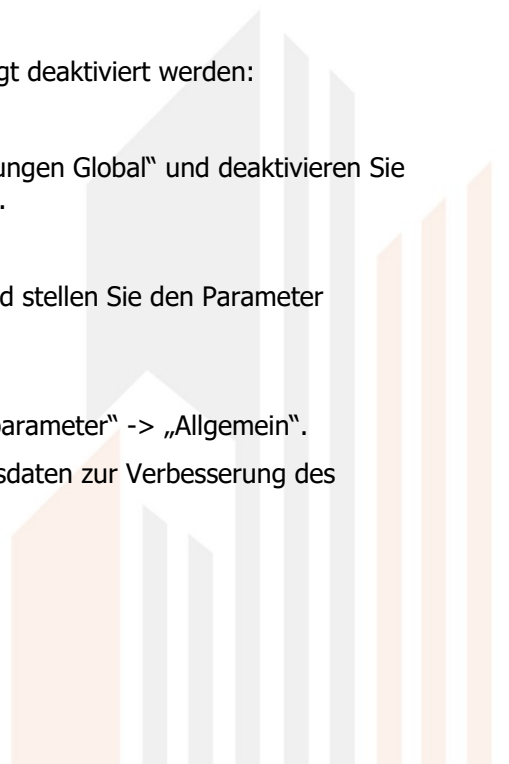 gt deaktiviert werden:
ungen Global“ und deaktivieren Sie
.
d stellen Sie den Parameter
parameter“ -> „Allgemein“.
sdaten zur Verbesserung des